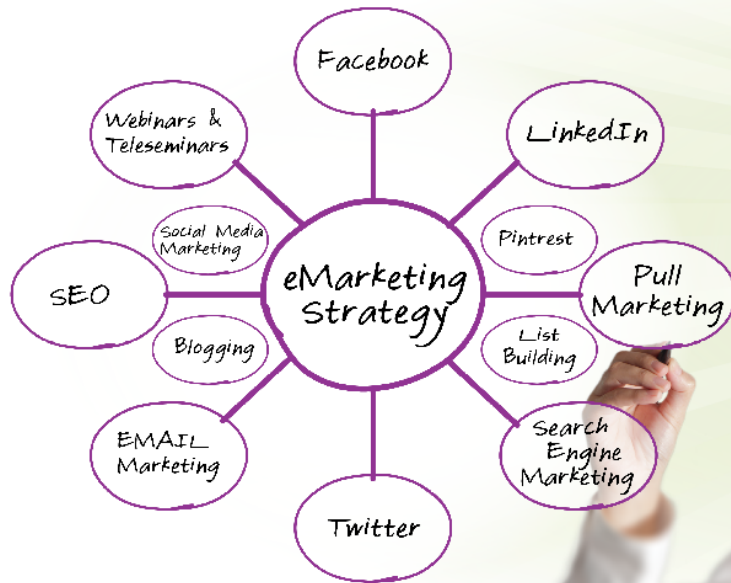 Facebook
Webinars &
Teleseminars
LinkedIn
Social Media
Marketing
Pintrest
SEO
eMarketing
Strategy
Pull
Marketing
Blogging
List
Building
EMAIL
Marketing
Search
Engine
Marketing
Twitter